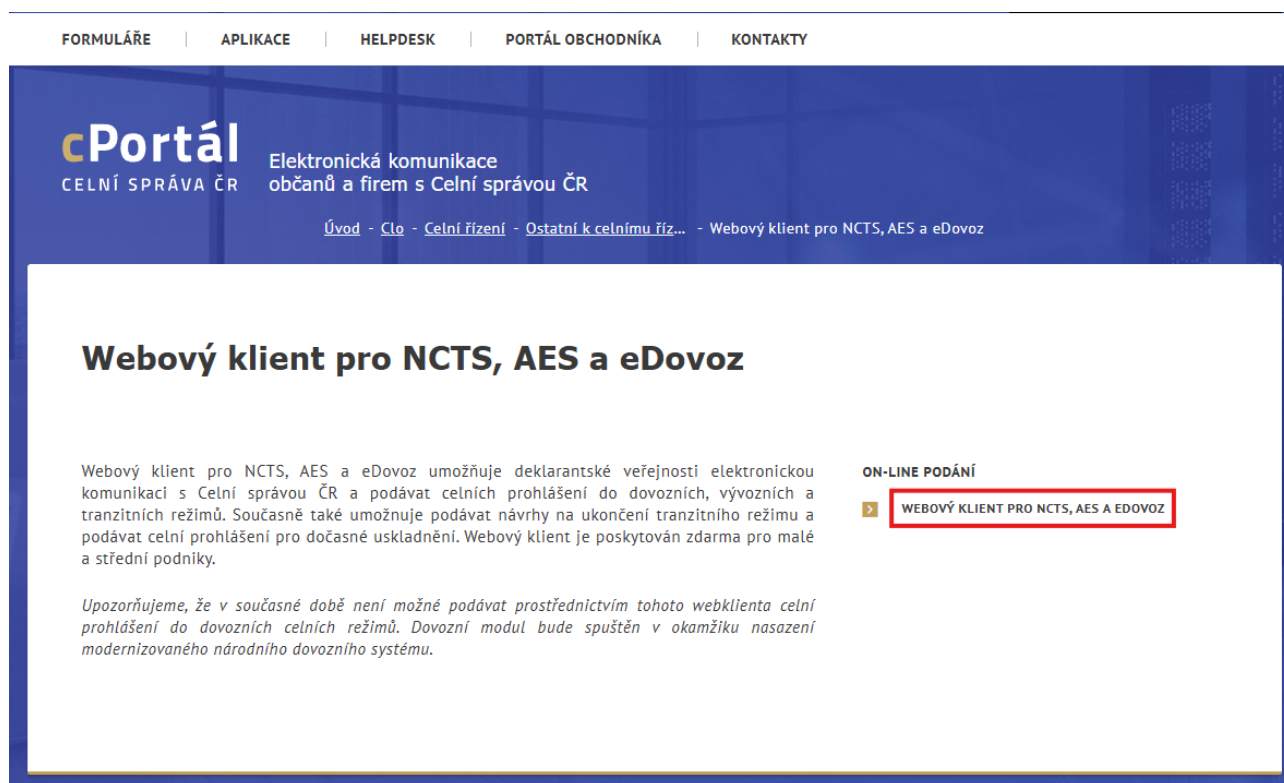 FORMULÁŘE | APLIKACE | HELPDESK | PORTÁL OBCHODNÍKA | KONTAKTY
cPortál
CELNÍ SPRÁVA ČR
Elektronická komunikace
občanů a firem s Celní správou ČR
Úvod - Clo - Celní řízení - Ostatní k celnímu říz... - Webový klient pro NCTS, AES a eDovoz
Webový klient pro NCTS, AES a eDovoz
Webový klient pro NCTS, AES a eDovoz umožňuje deklarantské veřejnosti elektronickou
komunikaci s Celní správou ČR a podávat celních prohlášení do dovozních, vývozních a
tranzitních režimů. Současně také umožnuje podávat návrhy na ukončení tranzitního režimu a
podávat celní prohlášení pro dočasné uskladnění. Webový klient je poskytován zdarma pro malé
a střední podniky.
Upozorňujeme, že v současné době není možné podávat prostřednictvím tohoto webklienta celní
prohlášení do dovozních celních režimů. Dovozní modul bude spuštěn v okamžiku nasazení
modernizovaného národního dovozního systému.
ON-LINE PODÁNÍ
WEBOVÝ KLIENT PRO NCTS, AES A EDOVOZ